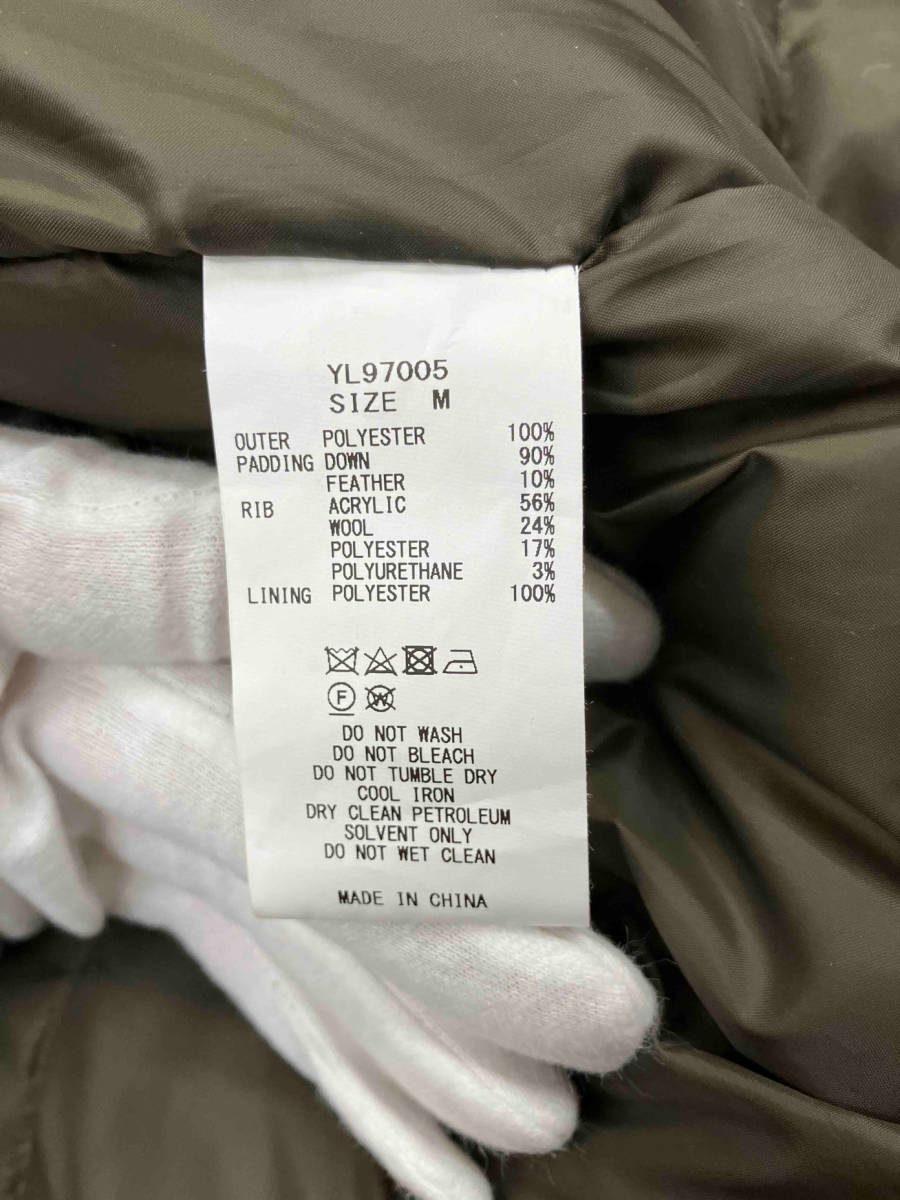 YL97005
SIZE M
OUTER POLYESTER 100%
PADDING DOWN 90%
FEATHER 10%
RIB ACRYLIC 56%
WOOL 24%
POLYESTER 17%
POLYURETHANE 3%
LINING POLYESTER 100%
F W
DO NOT WASH
DO NOT BLEACH
DO NOT TUMBLE DRY
COOL IRON
DRY CLEAN PETROLEUM
SOLVENT ONLY
DO NOT WET CLEAN
MADE IN CHINA